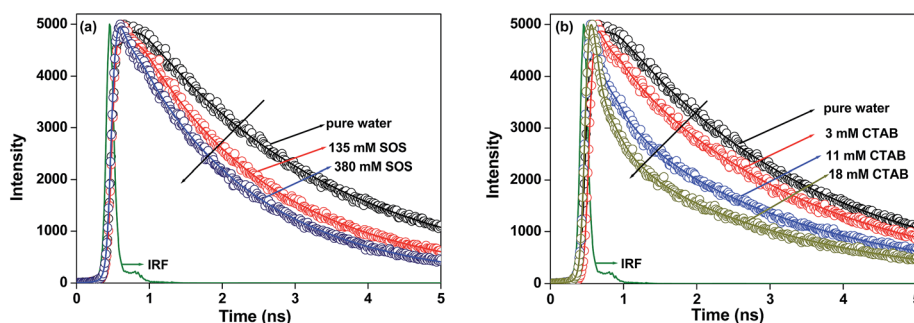 (a)
5000
4000
3000
2000
1000
0
Intensity
pure water
135 mM SOS
380 mM SOS
IRF
0 1 2 3 4 5
Time (ns)
(b)
5000
4000
3000
2000
1000
0
Intensity
pure water
3 mM CTAB
11 mM CTAB
18 mM CTAB
IRF
0 1 2 3 4 5
Time (ns)